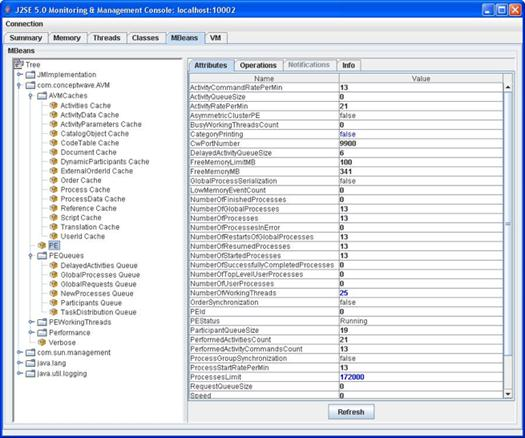 J2SE 5.0 Monitoring & Management Console: localhost:10002
Connection
Summary Memory Threads Classes MBeans VM
MBeans
Tree
JMImplementation
com.conceptwave.AVM
AVMCaches
Activities Cache
ActivityData Cache
ActivityParameters Cache
CatalogObject Cache
CodeTable Cache
Document Cache
DynamicParticipants Cache
ExternalOrderId Cache
Order Cache
Process Cache
ProcessData Cache
Reference Cache
Script Cache
Translation Cache
UserId Cache
PE
PEQueues
DelayedActivities Queue
GlobalProcesses Queue
GlobalRequests Queue
NewProcesses Queue
Participants Queue
TaskDistribution Queue
PEWorkingThreads
Performance
Verbose
com.sun.management
java.lang
java.util.logging
Attributes Operations Notifications Info
Name Value
ActivityCommandRatePerMin 13
ActivityQueueSize 0
ActivityRatePerMin 21
AsymmetricClusterPE false
BusyWorkingThreadsCount 0
CategoryPrinting false
CwPortNumber 9900
DelayedActivityQueueSize 6
FreeMemoryLimitMB 100
FreeMemoryMB 341
GlobalProcessSerialization false
LowMemoryEventCount 0
NumberOfFinishedProcesses 0
NumberOfGlobalProcesses 13
NumberOfProcesses 13
NumberOfProcessesInError 0
NumberOfRestartsOfGlobalProcesses 13
NumberOfResumedProcesses 13
NumberOfStartedProcesses 13
NumberOfSuccessfullyCompletedProcesses 0
NumberOfTopLevelUserProcesses 0
NumberOfUserProcesses 0
NumberOfWorkingThreads 25
OrderSynchronization false
PEId 0
PEStatus Running
ParticipantQueueSize 19
PerformedActivitiesCount 21
PerformedActivityCommandsCount 13
ProcessGroupSynchronization false
ProcessStartRatePerMin 13
ProcessesLimit 172000
RequestQueueSize 0
Speed 0
Refresh